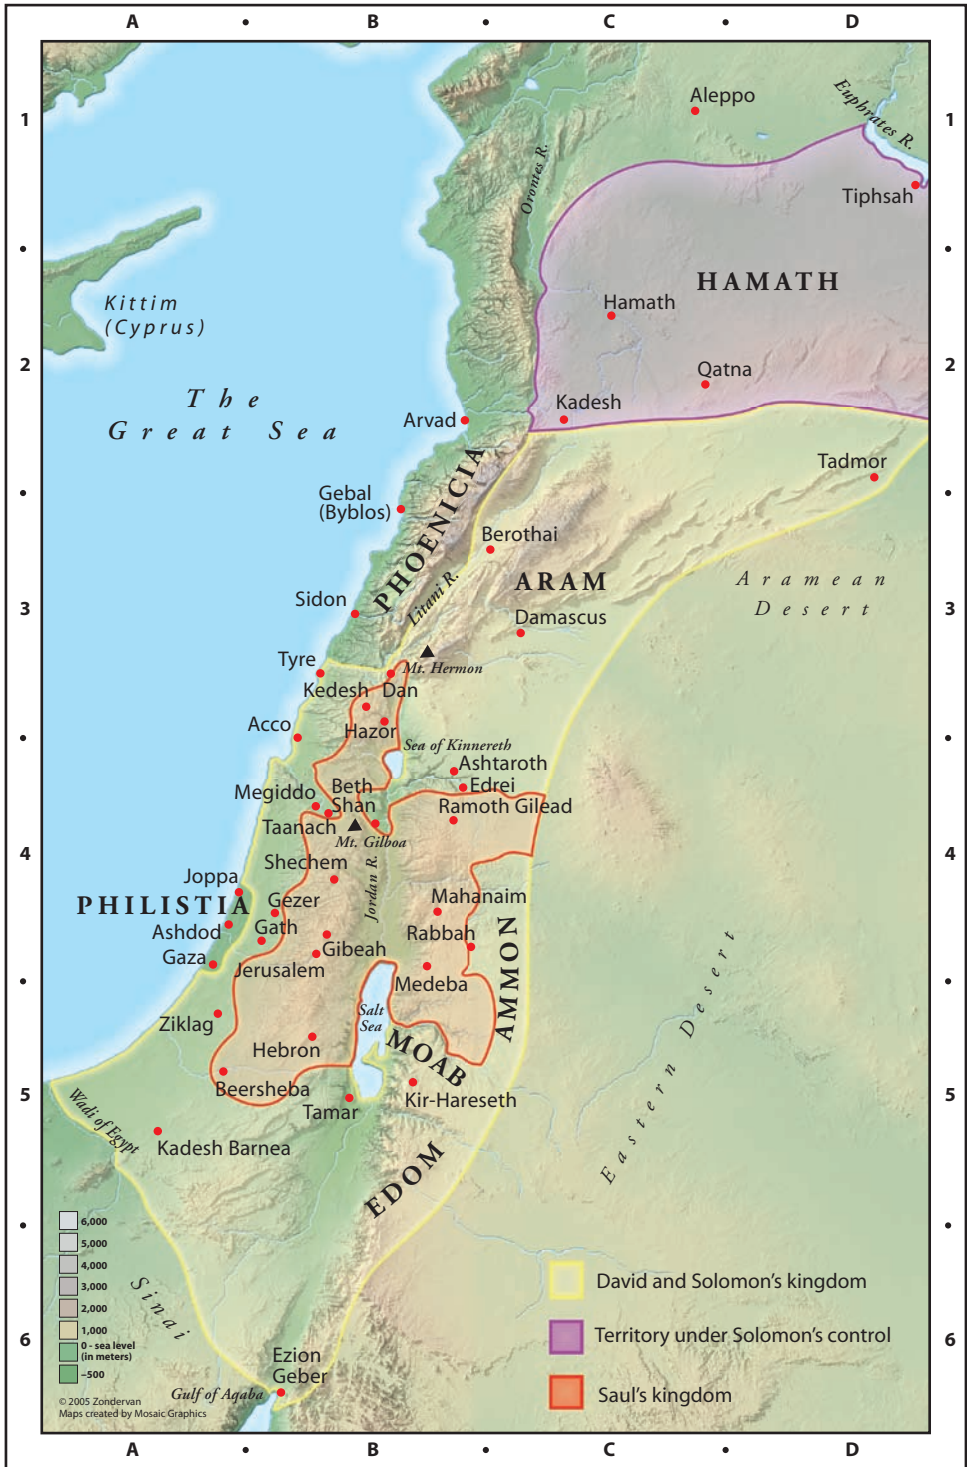 A • B • C D
1
Aleppo
Euphrates R.
1
Orontes R.
Tiphsah
•
•
HAMATH
Kittim
(Cyprus)
Hamath
2
Qatna
2
The
Great Sea
Kadesh
Arvad
Tadmor
•
•
PHOENICIA
Gebal
(Byblos)
Berothai
ARAM
Aramean
Desert
Litani R.
3
Sidon
Damascus
3
Tyre
Mt. Hermon
Kedesh
Dan
Acco
Hazor
•
•
Sea of Kinnereth
Ashtaroth
Edrei
Megiddo
Beth
Shan
Ramoth Gilead
Taanach
Mt. Gilboa
4
Shechem
4
Jordan R.
Joppa
PHILISTIA
Gezer
Mahanaim
Ashdod
Gath
Rabbah
Gibeah
Gaza
Jerusalem
Medeba
AMMON
•
•
Eastern Desert
Ziklag
Salt
Sea
MOAB
Hebron
Beersheba
5
Tamar
Kir-Hareseth
5
Wadi of Egypt
Kadesh Barnea
EDOM
•
•
6,000
5,000
4,000
3,000
2,000
1,000
0 - sea level
(in meters)
–500
Sinai
David and Solomon's kingdom
6
Territory under Solomon's control
6
Ezion
Geber
Gulf of Aqaba
Saul's kingdom
© 2005 Zondervan
Maps created by Mosaic Graphics
A • B • C • D